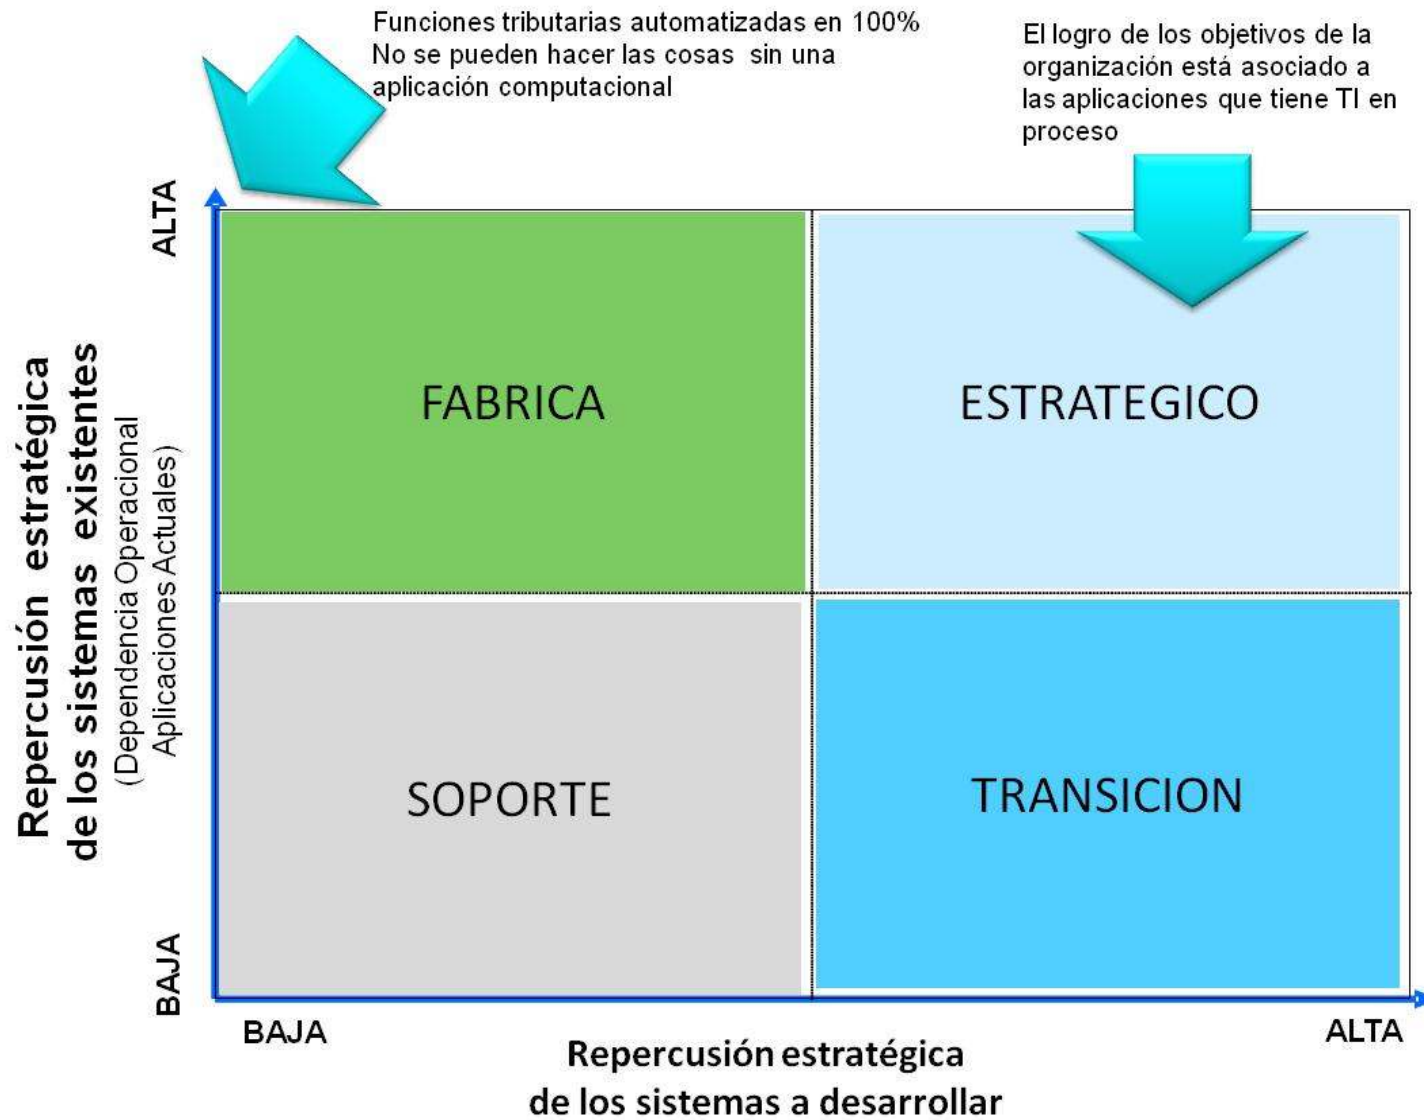 Funciones tributarias automatizadas en 100%
No se pueden hacer las cosas sin una
aplicación computacional
El logro de los objetivos de la
organización está asociado a
las aplicaciones que tiene TI en
proceso
ALTA
Repercusión estratégica
de los sistemas existentes
(Dependencia Operacional
Aplicaciones Actuales)
BAJA
FABRICA
ESTRATEGICO
SOPORTE
TRANSICION
BAJA
ALTA
Repercusión estratégica
de los sistemas a desarrollar